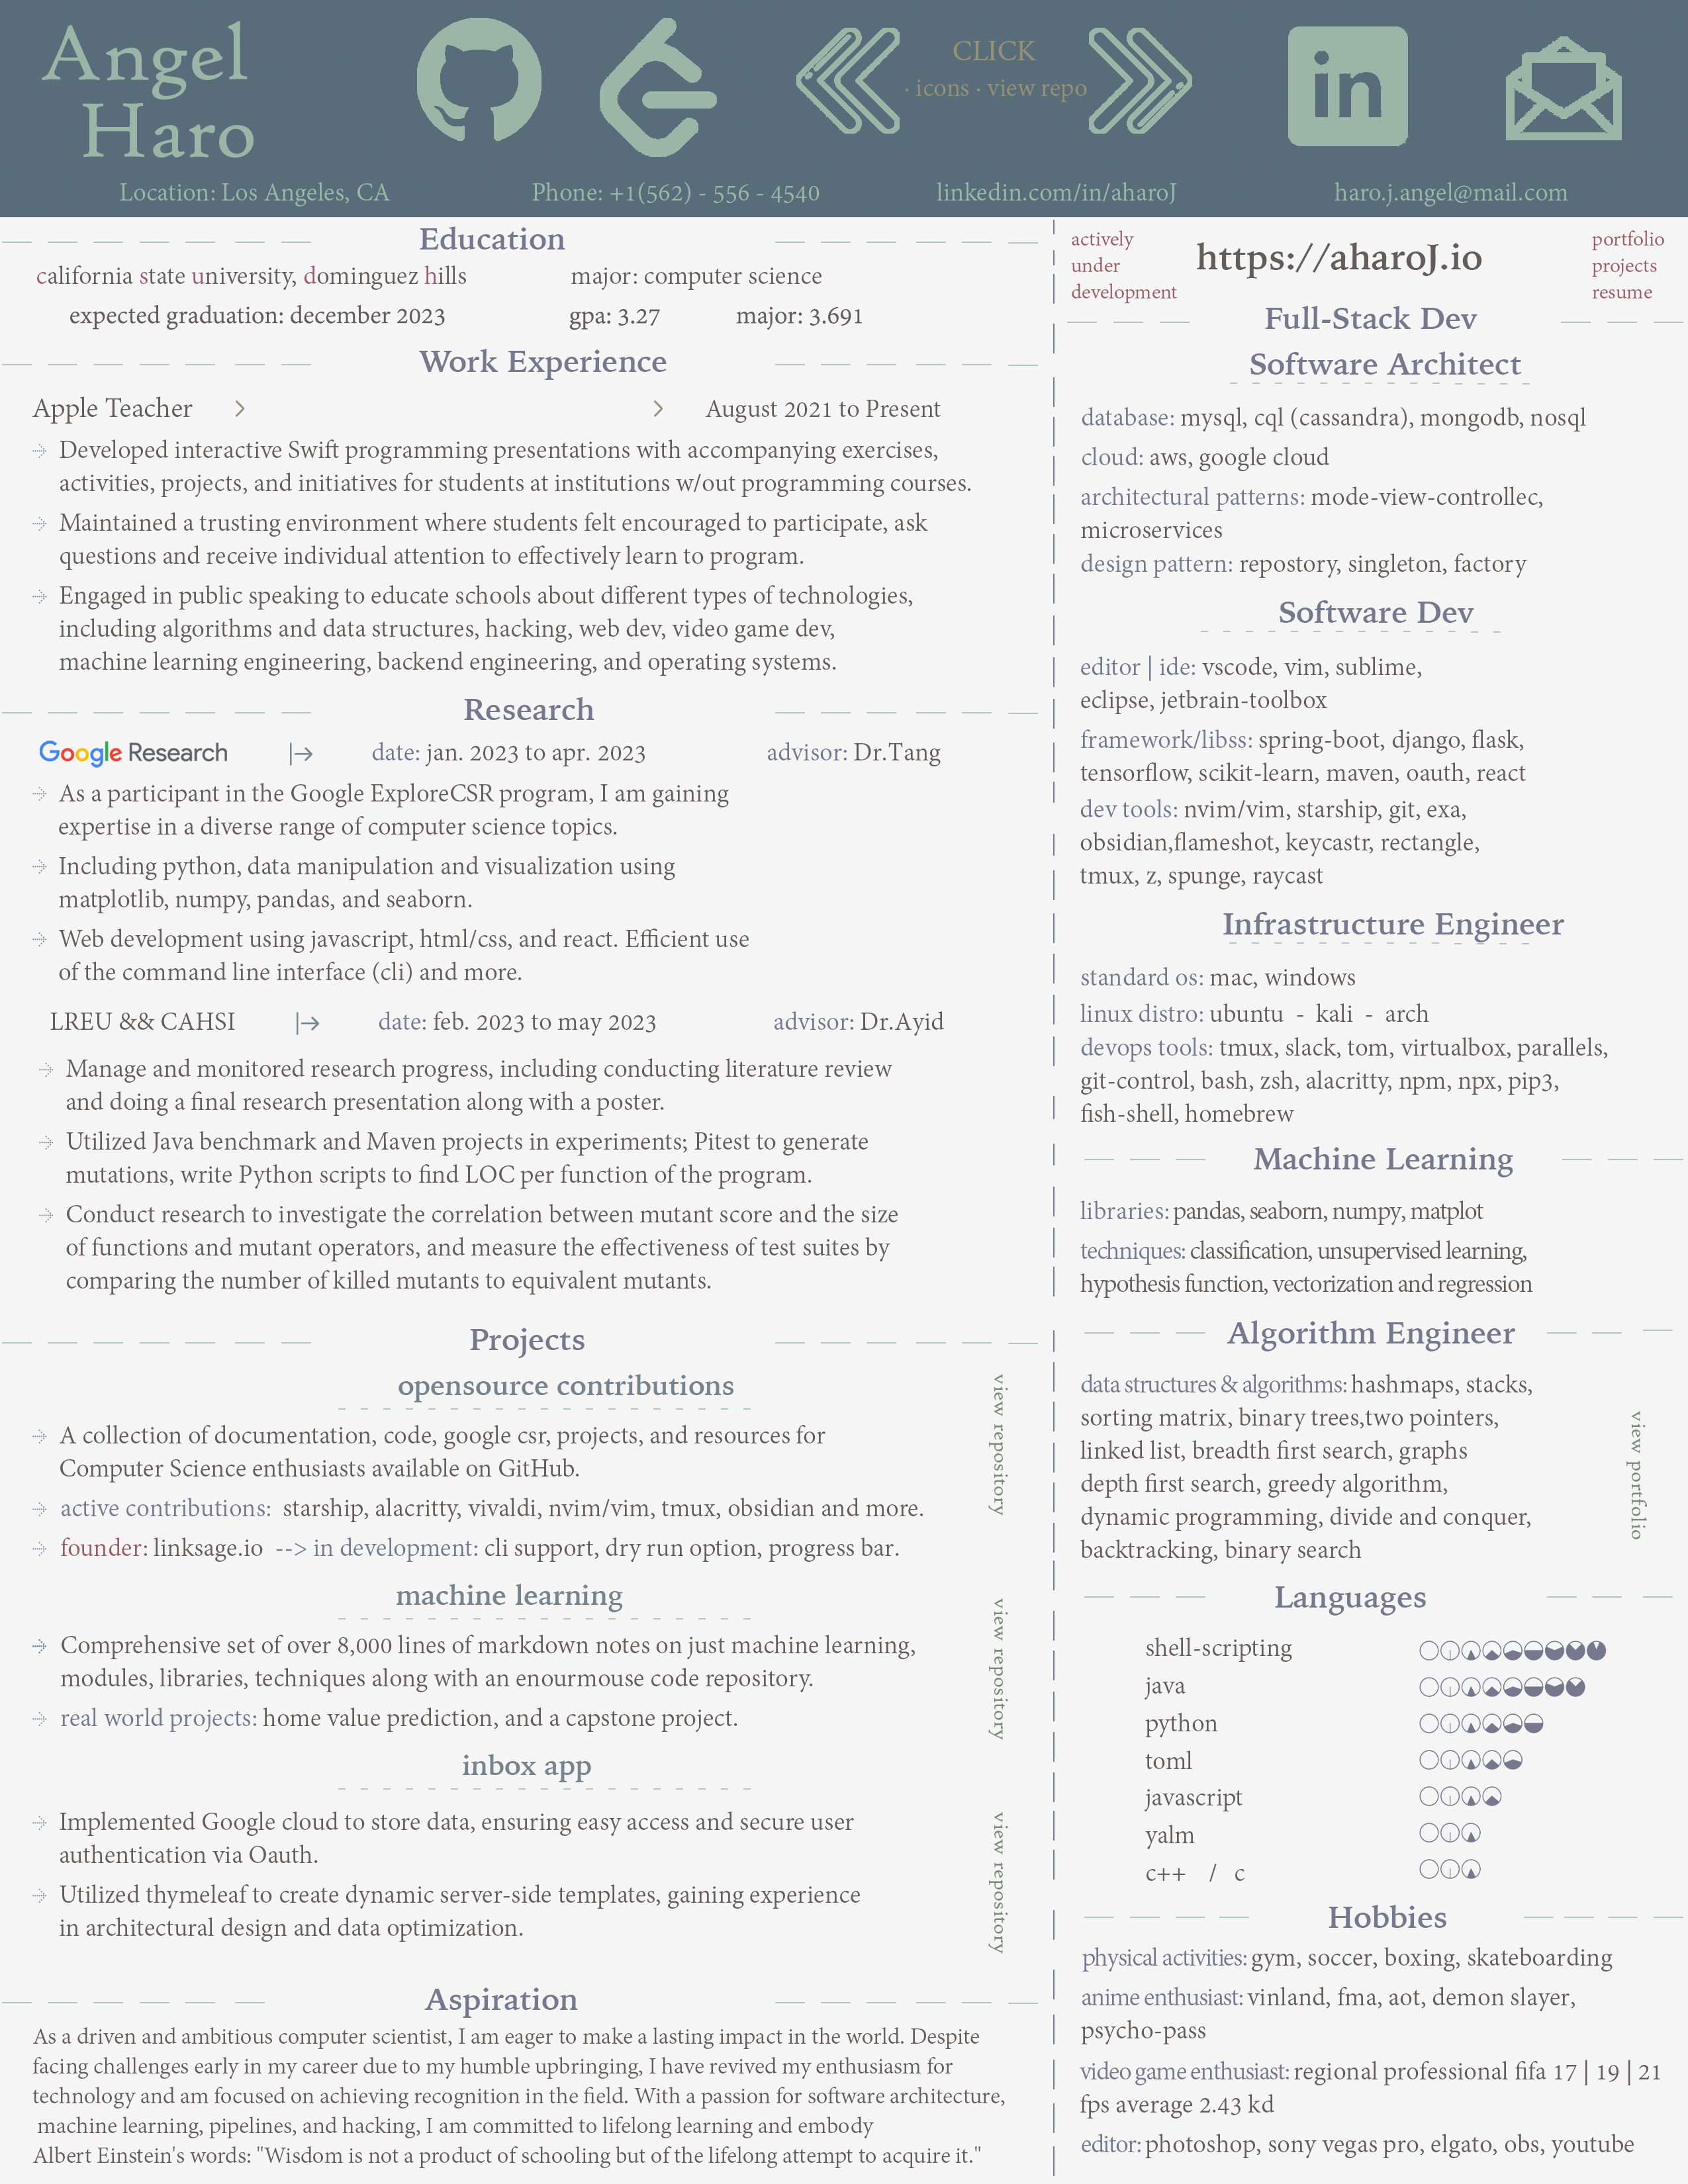 Angel
Haro
CLICK
· icons · view repo
in
Location: Los Angeles, CA
Phone: +1(562) - 556 - 4540
linkedin.com/in/aharoJ
haro.j.angel@mail.com
Education
california state university, dominguez hills
major: computer science
expected graduation: december 2023
gpa: 3.27
major: 3.691
Work Experience
Apple Teacher
August 2021 to Present
Developed interactive Swift programming presentations with accompanying exercises,
activities, projects, and initiatives for students at institutions w/out programming courses.
Maintained a trusting environment where students felt encouraged to participate, ask
questions and receive individual attention to effectively learn to program.
Engaged in public speaking to educate schools about different types of technologies,
including algorithms and data structures, hacking, web dev, video game dev,
machine learning engineering, backend engineering, and operating systems.
Research
Google Research
date: jan. 2023 to apr. 2023
advisor: Dr.Tang
As a participant in the Google ExploreCSR program, I am gaining
expertise in a diverse range of computer science topics.
Including python, data manipulation and visualization using
matplotlib, numpy, pandas, and seaborn.
Web development using javascript, html/css, and react. Efficient use
of the command line interface (cli) and more.
LREU && CAHSI
date: feb. 2023 to may 2023
advisor: Dr.Ayid
Manage and monitored research progress, including conducting literature review
and doing a final research presentation along with a poster.
Utilized Java benchmark and Maven projects in experiments; Pitest to generate
mutations, write Python scripts to find LOC per function of the program.
Conduct research to investigate the correlation between mutant score and the size
of functions and mutant operators, and measure the effectiveness of test suites by
comparing the number of killed mutants to equivalent mutants.
Projects
opensource contributions
A collection of documentation, code, google csr, projects, and resources for
Computer Science enthusiasts available on GitHub.
active contributions: starship, alacritty, vivaldi, nvim/vim, tmux, obsidian and more.
founder: linksage.io --> in development: cli support, dry run option, progress bar.
view repository
machine learning
Comprehensive set of over 8,000 lines of markdown notes on just machine learning,
modules, libraries, techniques along with an enourmouse code repository.
real world projects: home value prediction, and a capstone project.
view repository
inbox app
Implemented Google cloud to store data, ensuring easy access and secure user
authentication via Oauth.
Utilized thymeleaf to create dynamic server-side templates, gaining experience
in architectural design and data optimization.
view repository
Aspiration
As a driven and ambitious computer scientist, I am eager to make a lasting impact in the world. Despite
facing challenges early in my career due to my humble upbringing, I have revived my enthusiasm for
technology and am focused on achieving recognition in the field. With a passion for software architecture,
machine learning, pipelines, and hacking, I am committed to lifelong learning and embody
Albert Einstein's words: "Wisdom is not a product of schooling but of the lifelong attempt to acquire it."
actively
under
development
https://aharoJ.io
portfolio
projects
resume
Full-Stack Dev
Software Architect
database: mysql, cql (cassandra), mongodb, nosql
cloud: aws, google cloud
architectural patterns: mode-view-controllec,
microservices
design pattern: repostory, singleton, factory
Software Dev
editor | ide: vscode, vim, sublime,
eclipse, jetbrain-toolbox
framework/libss: spring-boot, django, flask,
tensorflow, scikit-learn, maven, oauth, react
dev tools: nvim/vim, starship, git, exa,
obsidian,flameshot, keycastr, rectangle,
tmux, z, spunge, raycast
Infrastructure Engineer
standard os: mac, windows
linux distro: ubuntu - kali - arch
devops tools: tmux, slack, tom, virtualbox, parallels,
git-control, bash, zsh, alacritty, npm, npx, pip3,
fish-shell, homebrew
Machine Learning
libraries: pandas, seaborn, numpy, matplot
techniques: classification, unsupervised learning,
hypothesis function, vectorization and regression
Algorithm Engineer
data structures & algorithms: hashmaps, stacks,
sorting matrix, binary trees,two pointers,
linked list, breadth first search, graphs
depth first search, greedy algorithm,
dynamic programming, divide and conquer,
backtracking, binary search
view portfolio
Languages
shell-scripting
java
python
toml
javascript
yalm
c++ / c
Hobbies
physical activities: gym, soccer, boxing, skateboarding
anime enthusiast: vinland, fma, aot, demon slayer,
psycho-pass
video game enthusiast: regional professional fifa 17 | 19 | 21
fps average 2.43 kd
editor: photoshop, sony vegas pro, elgato, obs, youtube